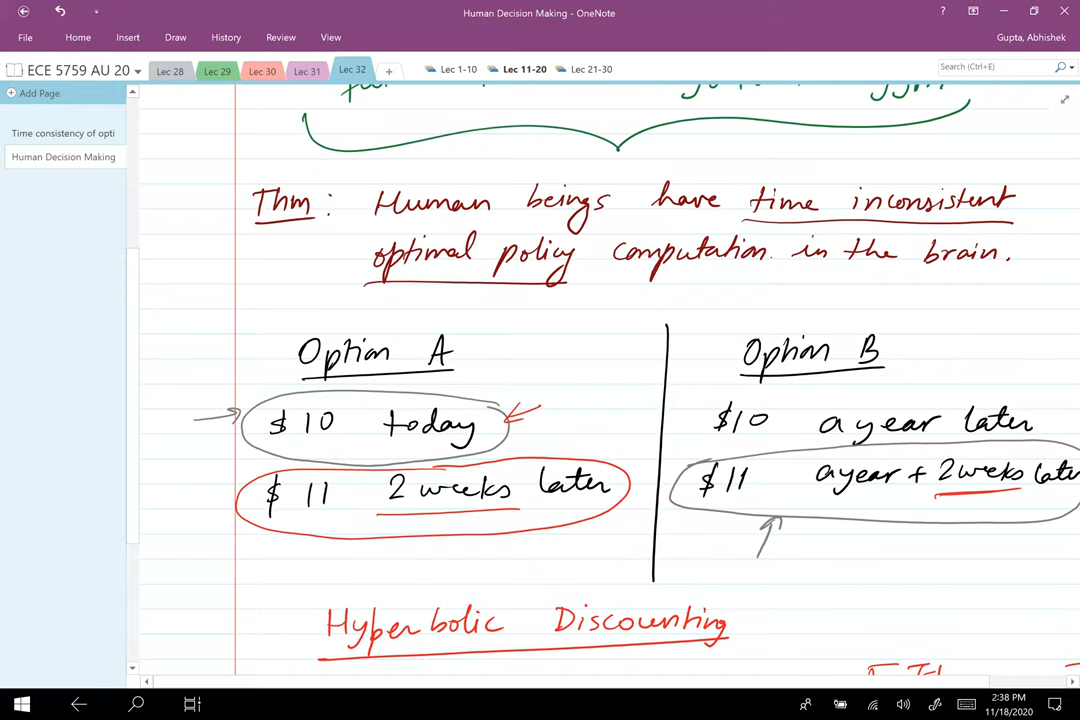 Human Decision Making - OneNote
?
File Home Insert Draw History Review View
Gupta, Abhishek
ECE 5759 AU 20
Lec 28 Lec 29 Lec 30 Lec 31 Lec 32 +
Lec 1-10 Lec 11-20 Lec 21-30
Search (Ctrl+E)
Add Page
Time consistency of opti
Human Decision Making
Thm: Human beings have time inconsistent
optimal policy computation in the brain.
Option A
$10 today
$11 2 weeks later
Option B
$10 a year later
$11 a year + 2 weeks late
Hyperbolic Discounting
2:38 PM
11/18/2020